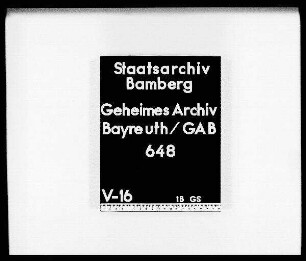 Staatsarchiv
Bamberg
Geheimes Archiv
Bayreuth/GAB
648
V-16 18 GS